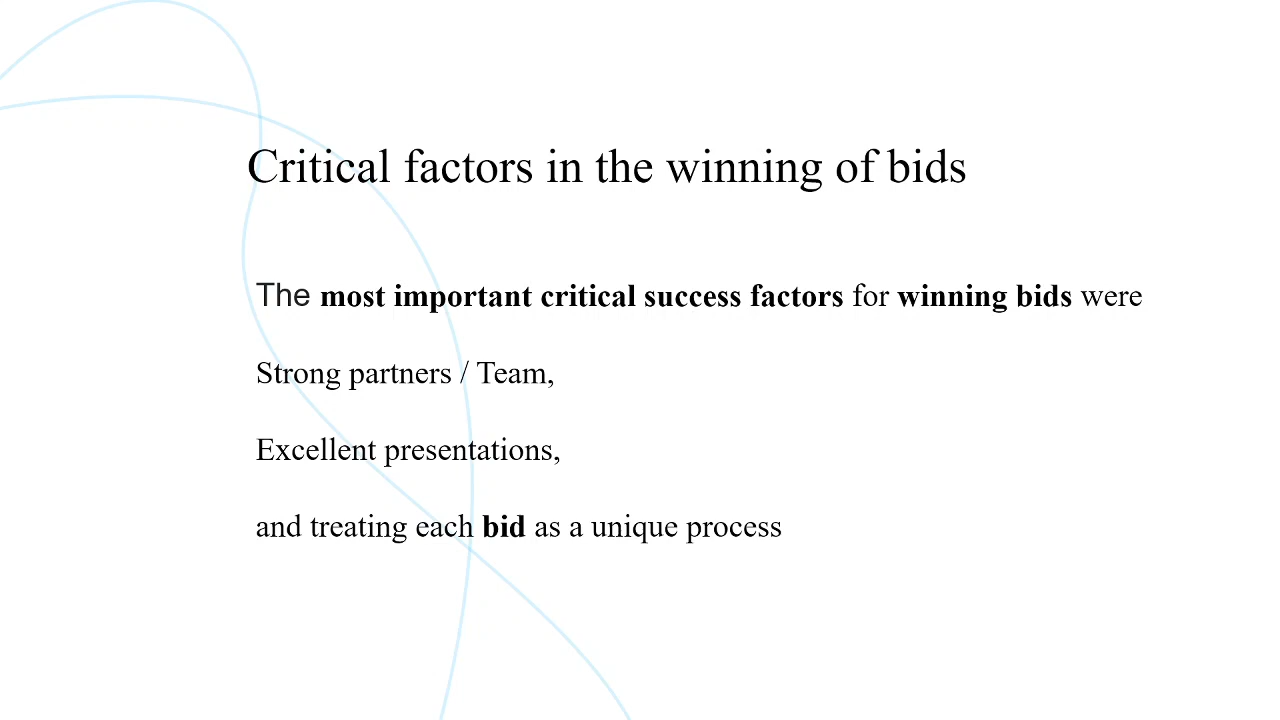 Critical factors in the winning of bids
The most important critical success factors for winning bids were
Strong partners / Team,
Excellent presentations,
and treating each bid as a unique process